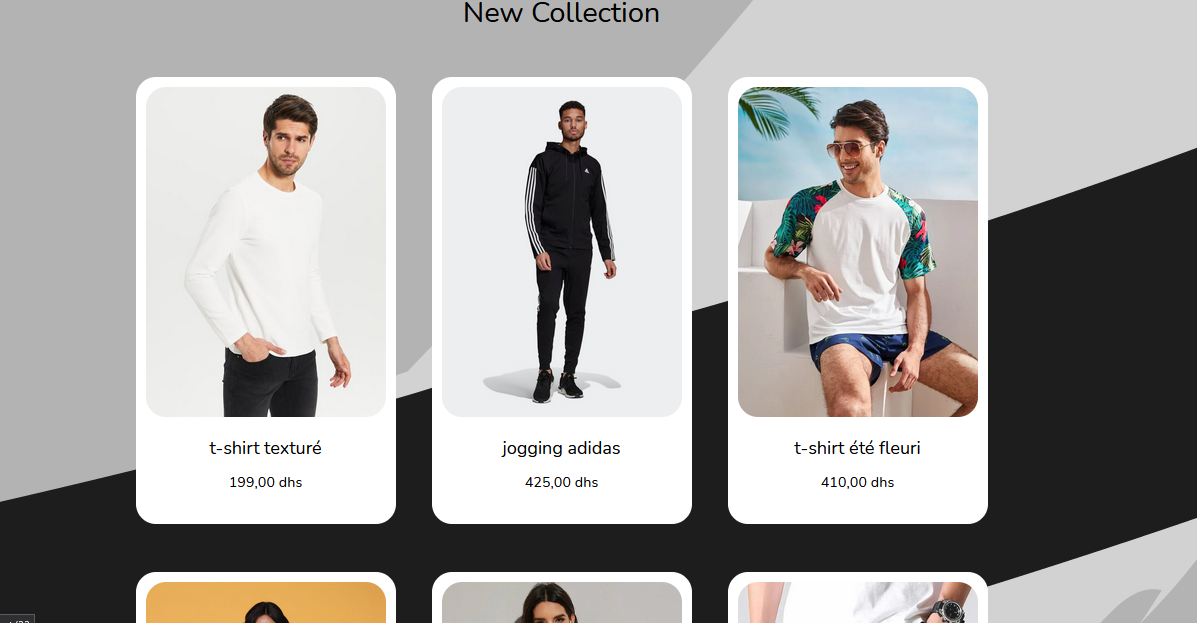 New Collection
t-shirt texturé
jogging adidas
t-shirt été fleuri
199,00 dhs
425,00 dhs
410,00 dhs